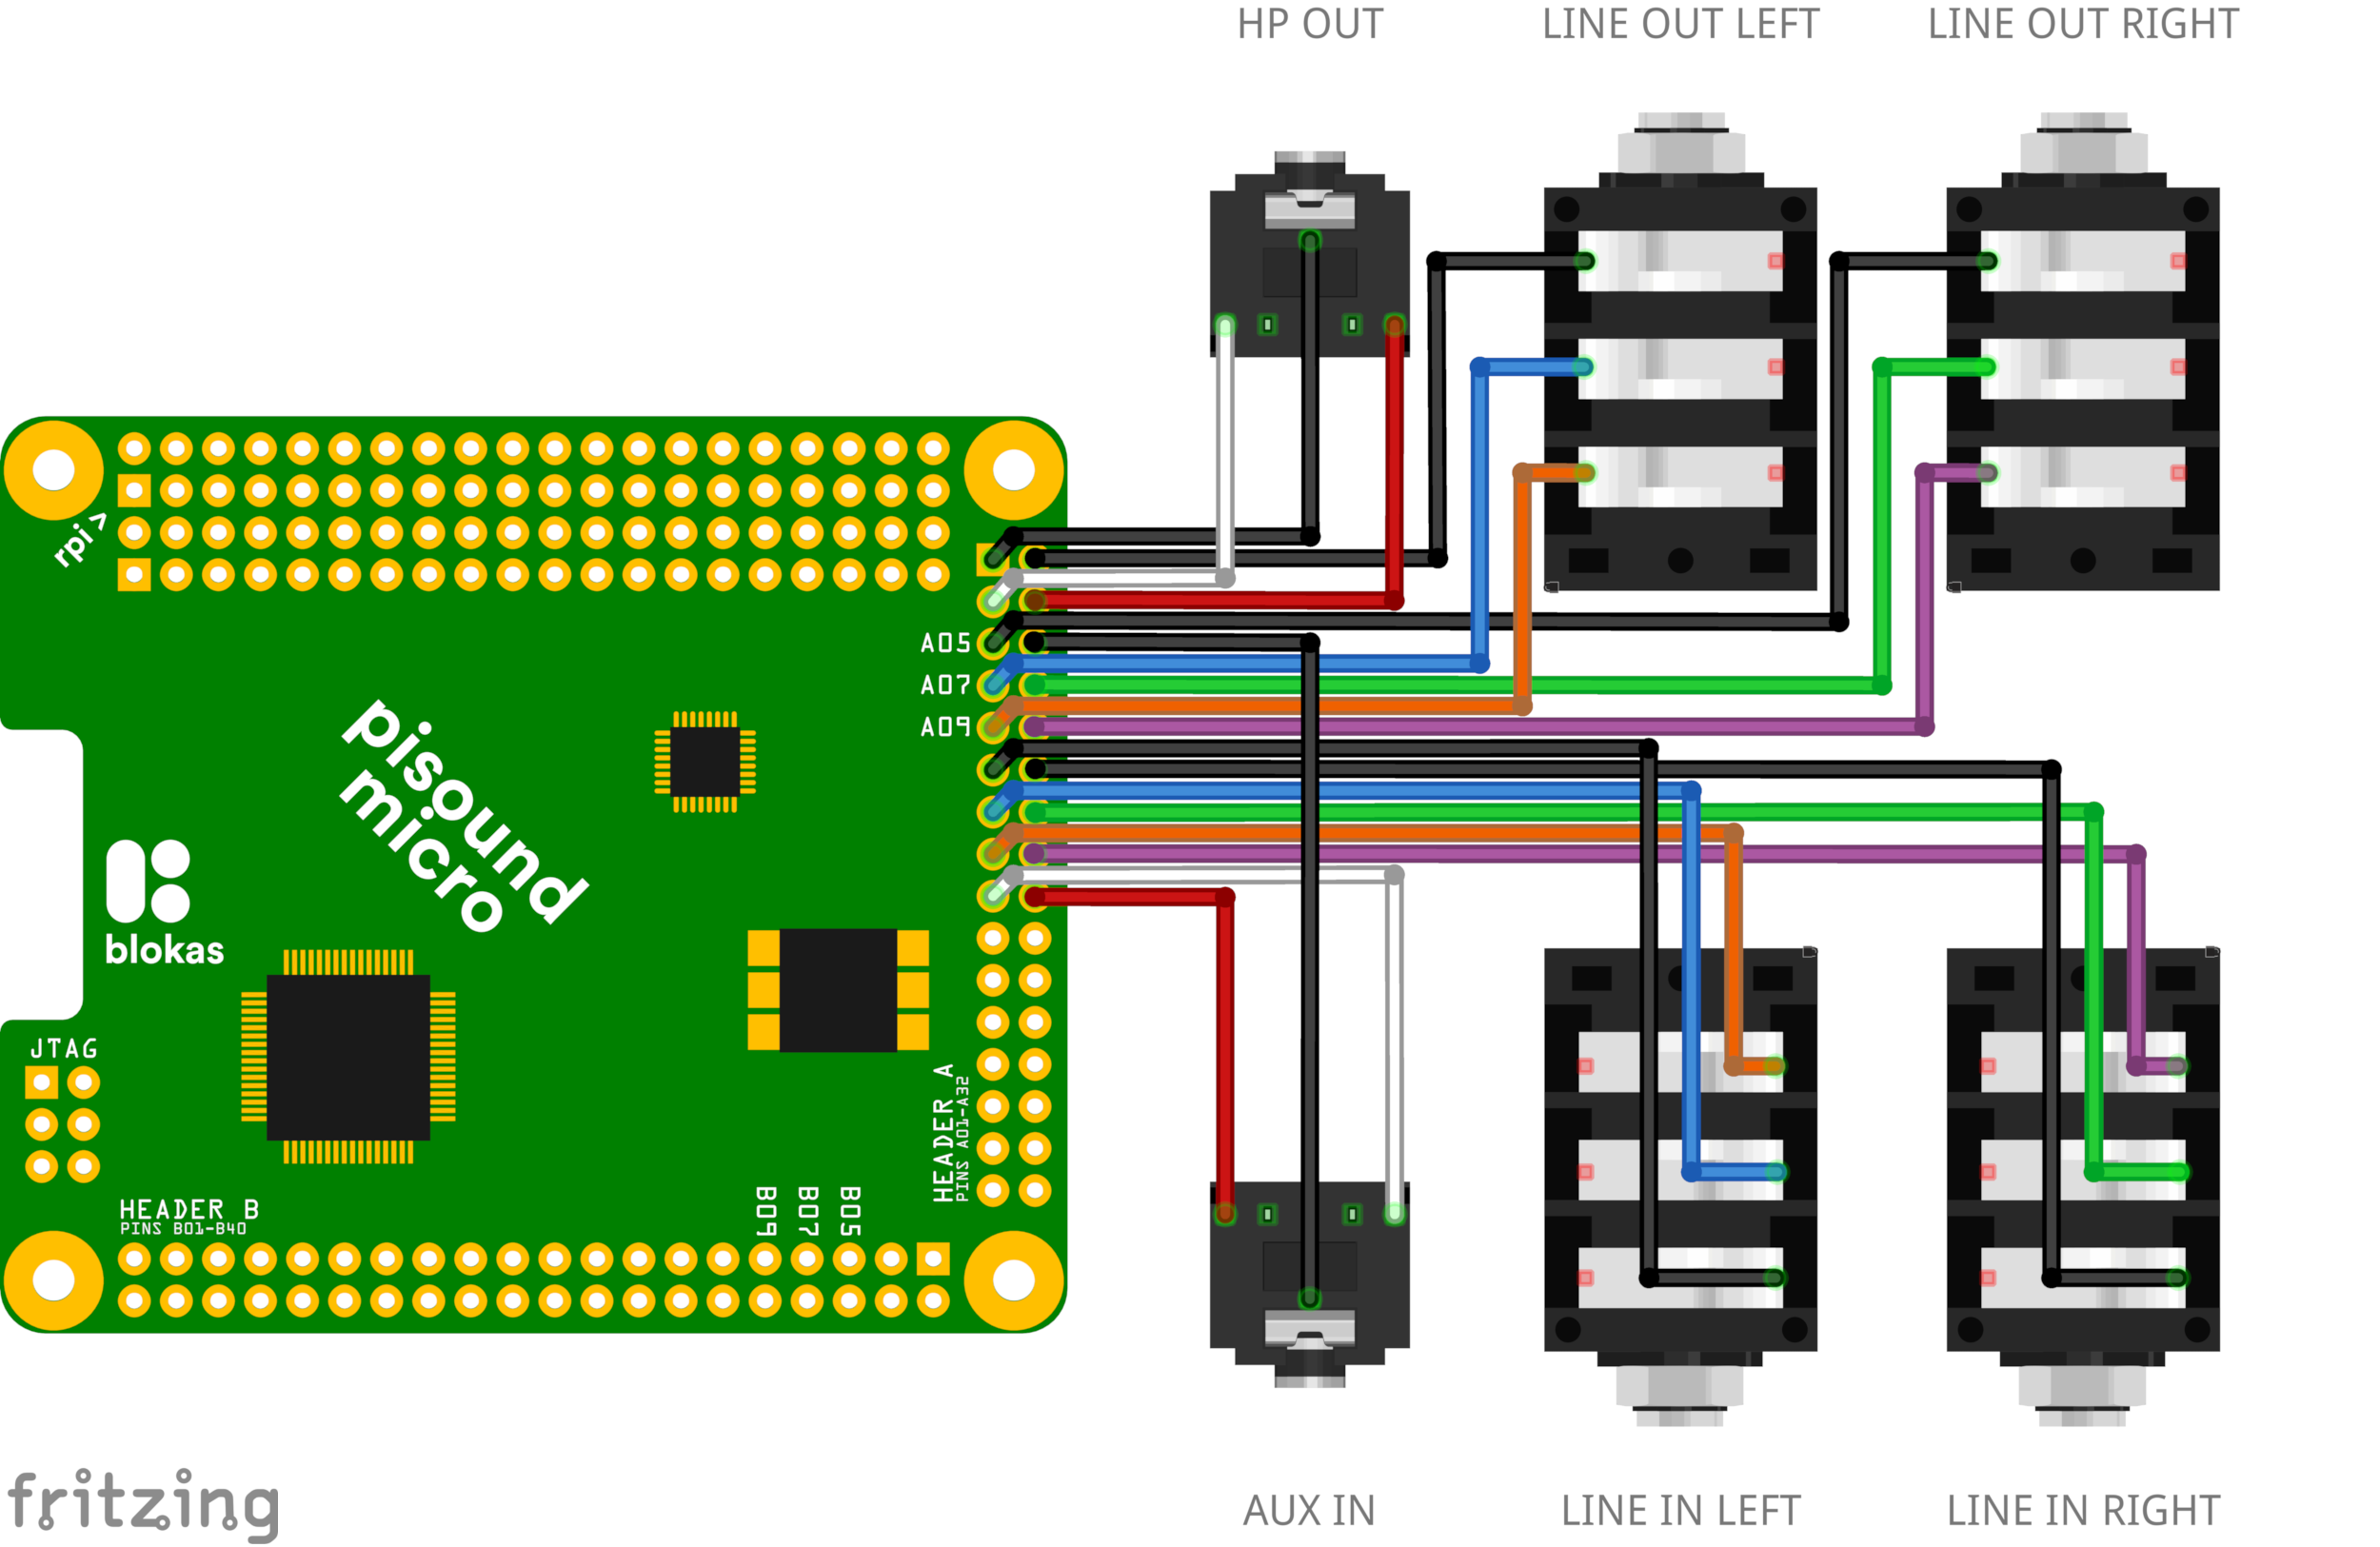 HP OUT
LINE OUT LEFT
LINE OUT RIGHT
rpi >
A05
A07
A09
pisound
micro
blokas
JTAG
HEADER A
PINS A01-A32
HEADER B
PINS B01-B40
B09
B07
B05
fritzing
AUX IN
LINE IN LEFT
LINE IN RIGHT